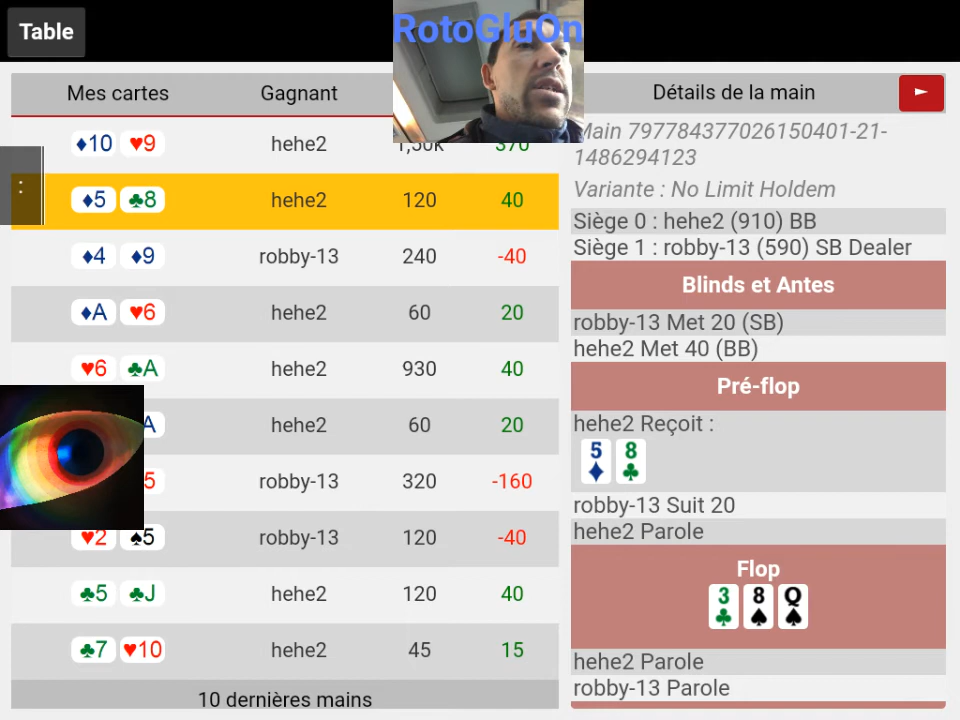 Table
RotoGluOn
Mes cartes Gagnant
Détails de la main ►
♦10 ♥9 hehe2 370
: ♦5 ♣8 hehe2 120 40
♦4 ♦9 robby-13 240 -40
♦A ♥6 hehe2 60 20
♥6 ♣A hehe2 930 40
A hehe2 60 20
5 robby-13 320 -160
♥2 ♠5 robby-13 120 -40
♣5 ♣J hehe2 120 40
♣7 ♥10 hehe2 45 15
10 dernières mains
Main 797784377026150401-21-
1486294123
Variante : No Limit Holdem
Siège 0 : hehe2 (910) BB
Siège 1 : robby-13 (590) SB Dealer
Blinds et Antes
robby-13 Met 20 (SB)
hehe2 Met 40 (BB)
Pré-flop
hehe2 Reçoit :
5♦ 8♣
robby-13 Suit 20
hehe2 Parole
Flop
3♣ 8♠ Q♠
hehe2 Parole
robby-13 Parole